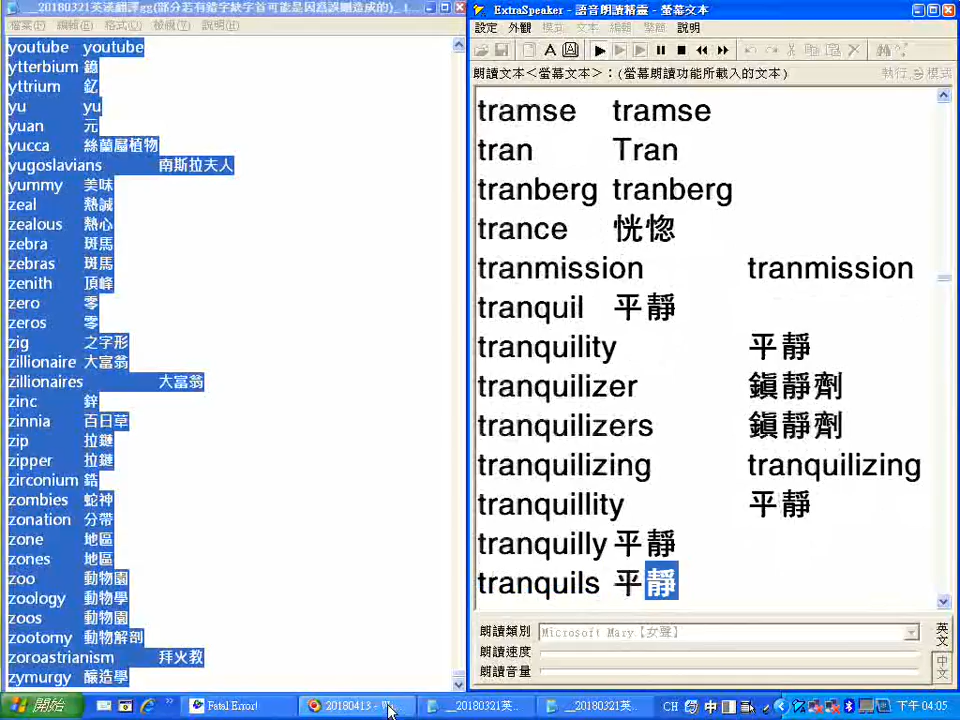 __20180321英漢翻譯gg(部分若有錯字缺字首可能是因為誤刪造成的)_
檔案(F) 編輯(E) 格式(O) 檢視(V) 說明(H)
youtube youtube
ytterbium 鐿
yttrium 釔
yu yu
yuan 元
yucca 絲蘭屬植物
yugoslavians 南斯拉夫人
yummy 美味
zeal 熱誠
zealous 熱心
zebra 斑馬
zebras 斑馬
zenith 頂峰
zero 零
zeros 零
zig 之字形
zillionaire 大富翁
zillionaires 大富翁
zinc 鋅
zinnia 百日草
zip 拉鏈
zipper 拉鏈
zirconium 鋯
zombies 蛇神
zonation 分帶
zone 地區
zones 地區
zoo 動物園
zoology 動物學
zoos 動物園
zootomy 動物解剖
zoroastrianism 拜火教
zymurgy 釀造學
ExtraSpeaker - 語音朗讀精靈 - 螢幕文本
設定 外觀 模式 文本 編輯 繁簡 說明
朗讀文本<螢幕文本>：(螢幕朗讀功能所載入的文本) 執行 模式
tramse tramse
tran Tran
tranberg tranberg
trance 恍惚
tranmission tranmission
tranquil 平靜
tranquility 平靜
tranquilizer 鎮靜劑
tranquilizers 鎮靜劑
tranquilizing tranquilizing
tranquillity 平靜
tranquilly 平靜
tranquils 平靜
朗讀類別 Microsoft Mary【女聲】 英文
朗讀速度
朗讀音量 中文
開始 Fatal Error! 20180413 - __20180321英... __20180321英... CH 中 下午 04:05